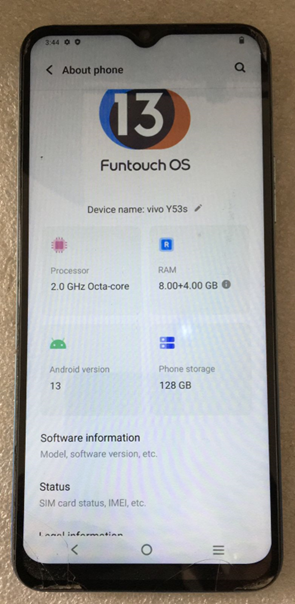 3:44
About phone
13
Funtouch OS
Device name: vivo Y53s
R
Processor
RAM
2.0 GHz Octa-core
8.00+4.00 GB
Android version
Phone storage
13
128 GB
Software information
Model, software version, etc.
Status
SIM card status, IMEI, etc.
Legal information